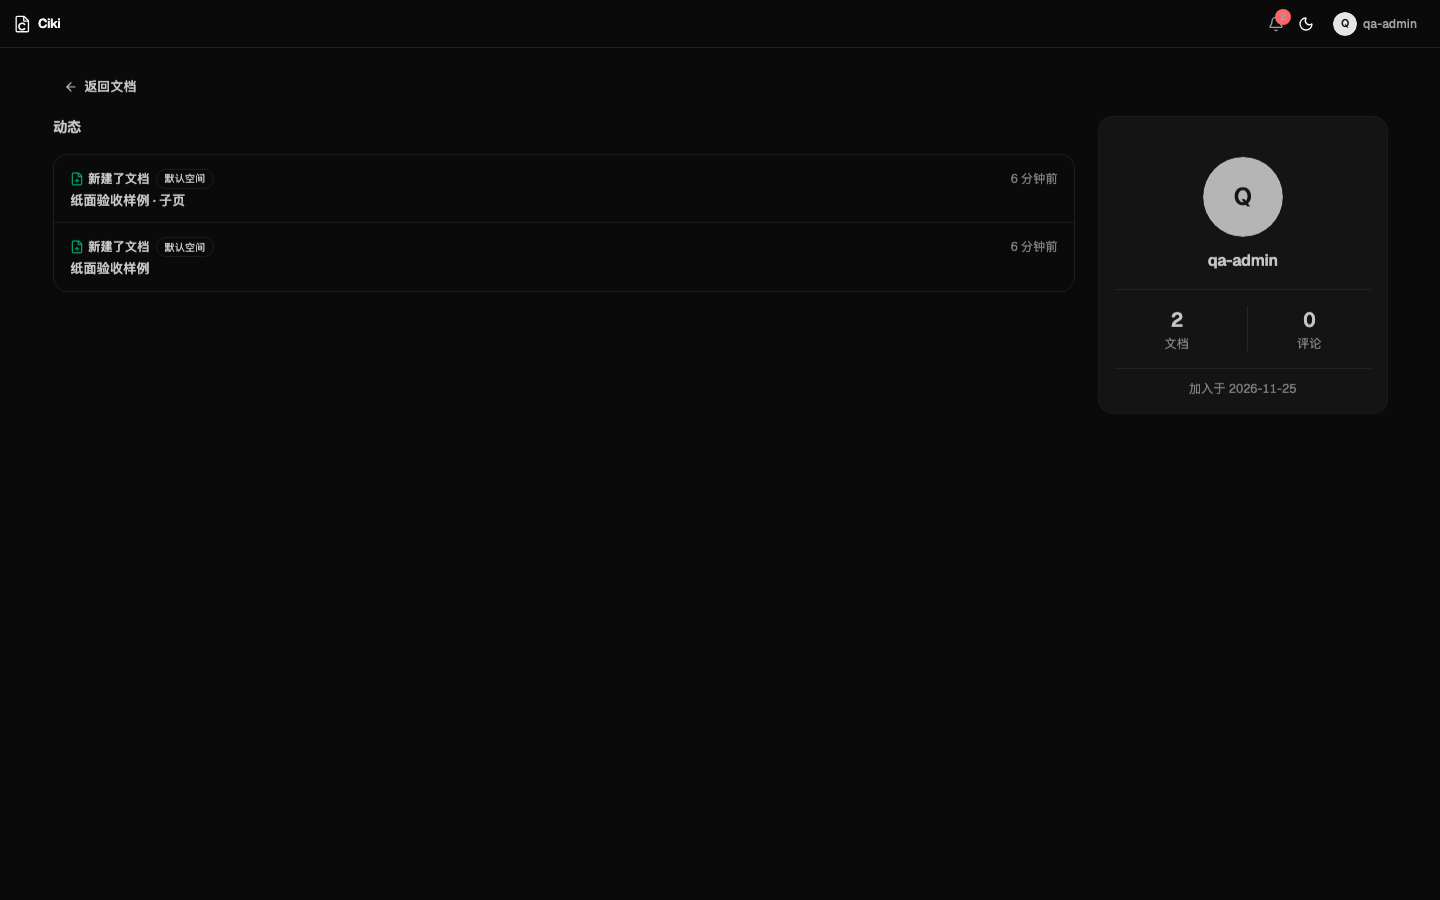 Ciki
qa-admin
返回文档
动态
新建了文档 默认空间 6 分钟前
纸面验收样例 · 子页
新建了文档 默认空间 6 分钟前
纸面验收样例
Q
qa-admin
2 0
文档 评论
加入于 2026-11-25